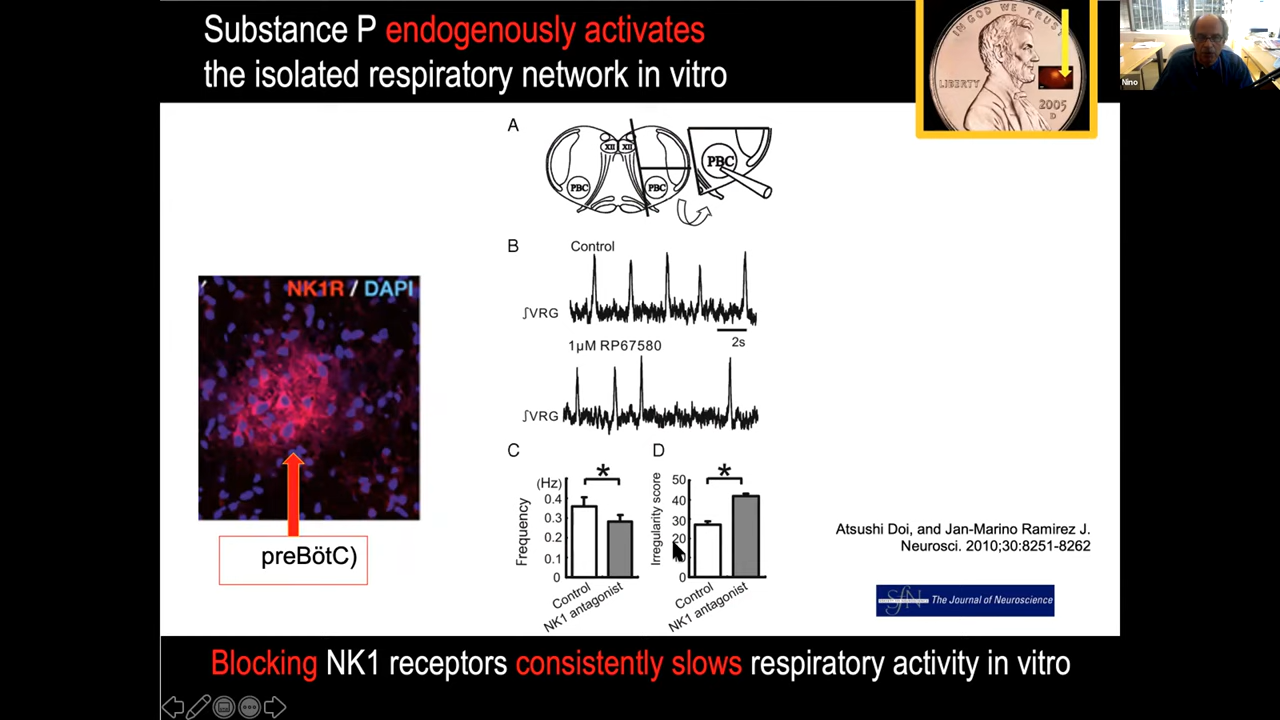 Substance P endogenously activates
the isolated respiratory network in vitro
IN GOD WE TRUST
LIBERTY
2005
D
Nino
A
XII XII
PBC PBC
PBC
B
Control
∫VRG
2s
1µM RP67580
∫VRG
NK1R / DAPI
preBötC)
C
(Hz)
0.4
0.3
0.2
0.1
0
Frequency
*
Control
NK1 antagonist
D
50
40
30
20
0
Irregularity score
*
Control
NK1 antagonist
Atsushi Doi, and Jan-Marino Ramirez J.
Neurosci. 2010;30:8251-8262
SfN The Journal of Neuroscience
Blocking NK1 receptors consistently slows respiratory activity in vitro